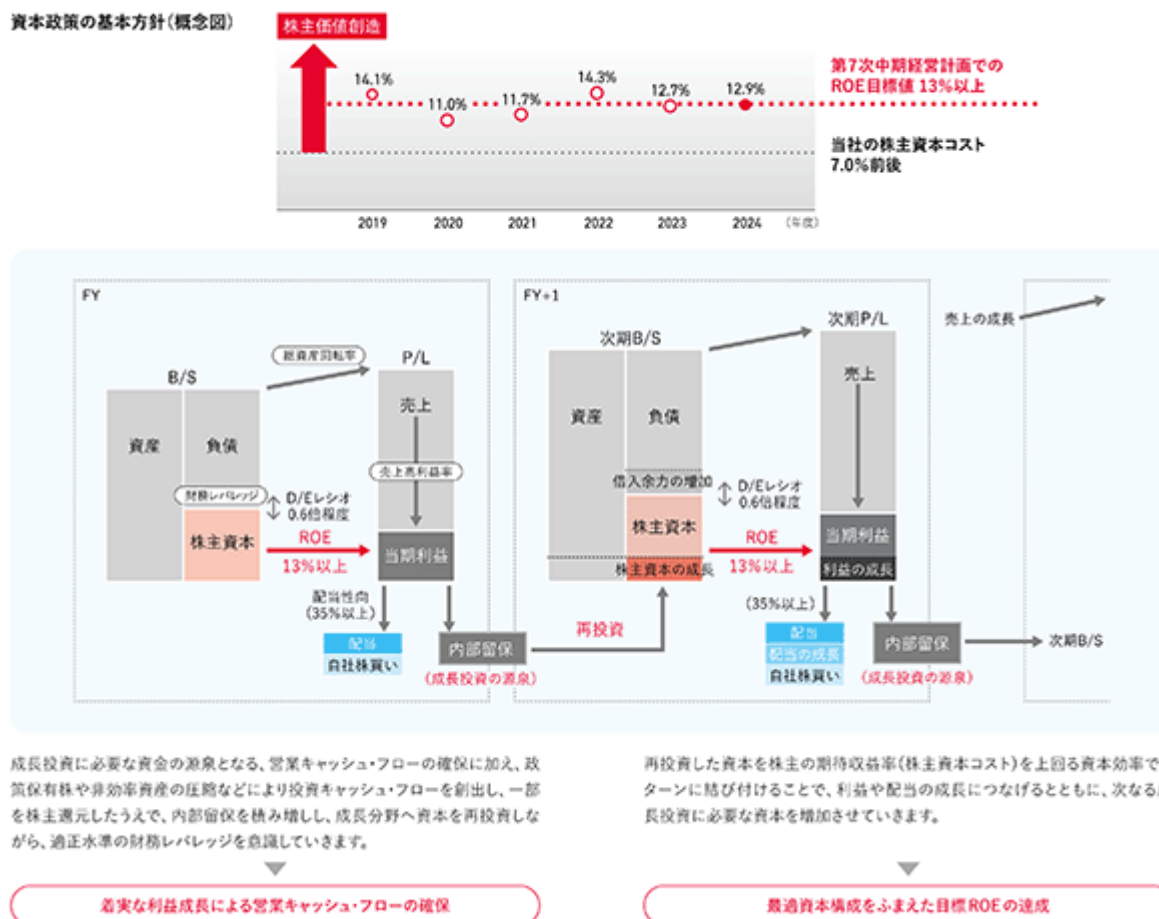 資本政策の基本方針(概念図)
株主価値創造
14.1%
11.0%
11.7%
14.3%
12.7%
12.9%
第7次中期経営計画での
ROE目標値 13%以上
当社の株主資本コスト
7.0%前後
2019
2020
2021
2022
2023
2024
(年度)
FY
B/S
総資産回転率
P/L
資産
負債
売上
売上高利益率
財務レバレッジ
D/Eレシオ
0.6倍程度
株主資本
ROE
13%以上
当期利益
配当性向
(35%以上)
配当
自社株買い
内部留保
(成長投資の源泉)
再投資
FY+1
次期B/S
次期P/L
資産
負債
売上
借入余力の増加
D/Eレシオ
0.6倍程度
株主資本
ROE
13%以上
当期利益
株主資本の成長
利益の成長
(35%以上)
配当
配当の成長
自社株買い
内部留保
(成長投資の源泉)
売上の成長
次期B/S
成長投資に必要な資金の源泉となる、営業キャッシュ・フローの確保に加え、政
策保有株や非効率資産の圧縮などにより投資キャッシュ・フローを創出し、一部
を株主還元したうえで、内部留保を積み増しし、成長分野へ資本を再投資しな
がら、適正水準の財務レバレッジを意識していきます。
着実な利益成長による営業キャッシュ・フローの確保
再投資した資本を株主の期待収益率(株主資本コスト)を上回る資本効率で
ターンに結び付けることで、利益や配当の成長につなげるとともに、次なる
長投資に必要な資本を増加させていきます。
最適資本構成をふまえた目標ROEの達成